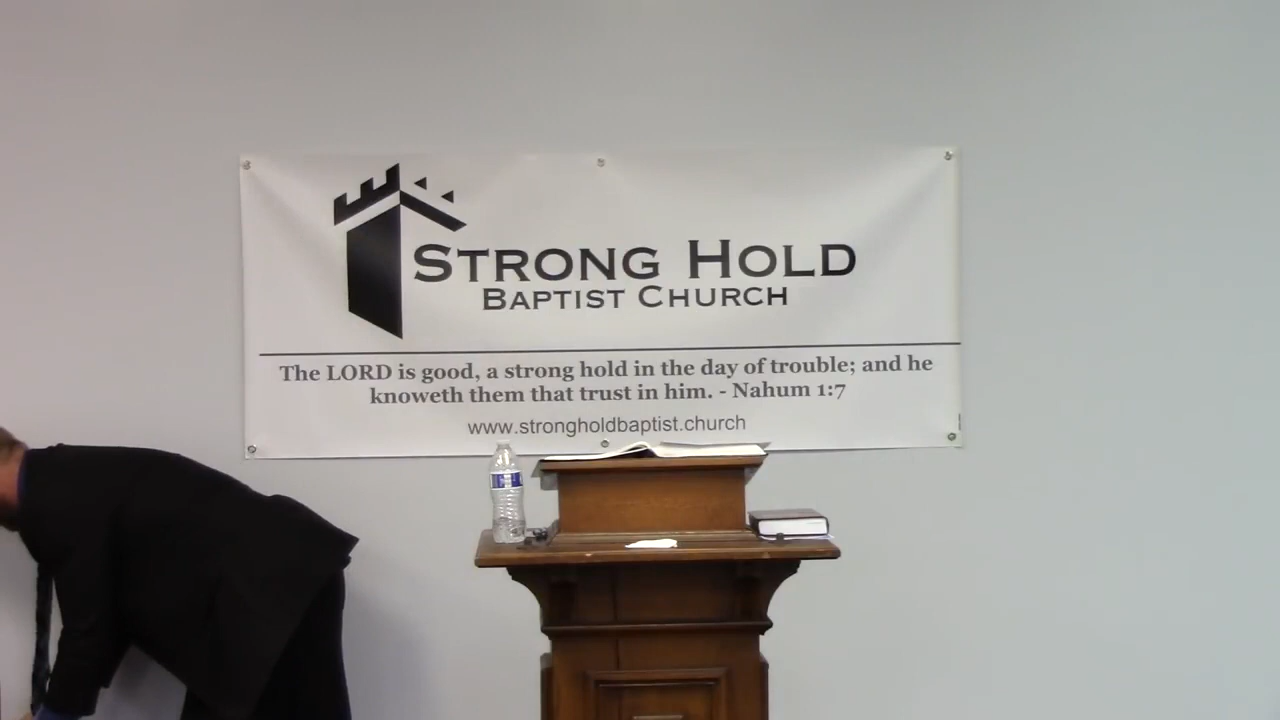 STRONG HOLD
BAPTIST CHURCH
The LORD is good, a strong hold in the day of trouble; and he
knoweth them that trust in him. - Nahum 1:7
www.strongholdbaptist.church